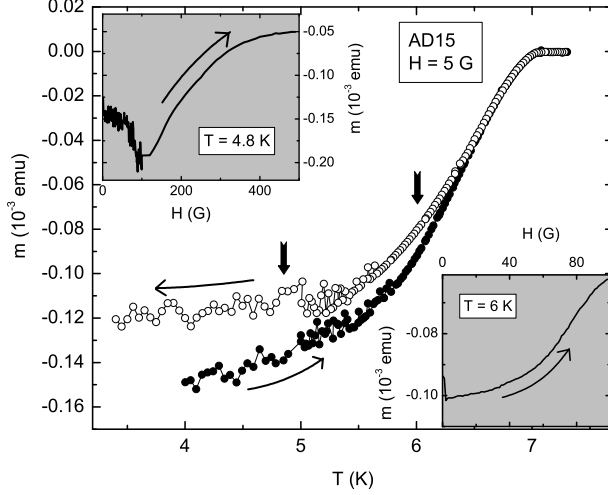 0.00
-0.02
-0.04
-0.06
-0.08
-0.10
-0.12
-0.14
-0.16
m (10⁻³ emu)
4
5
6
7
T (K)
AD15
H = 5 G
-0.05
-0.10
-0.15
-0.20
m (10⁻³ emu)
T = 4.8 K
0
200
400
H (G)
H (G)
0
40
80
T = 6 K
-0.08
-0.10
m (10⁻³ emu)